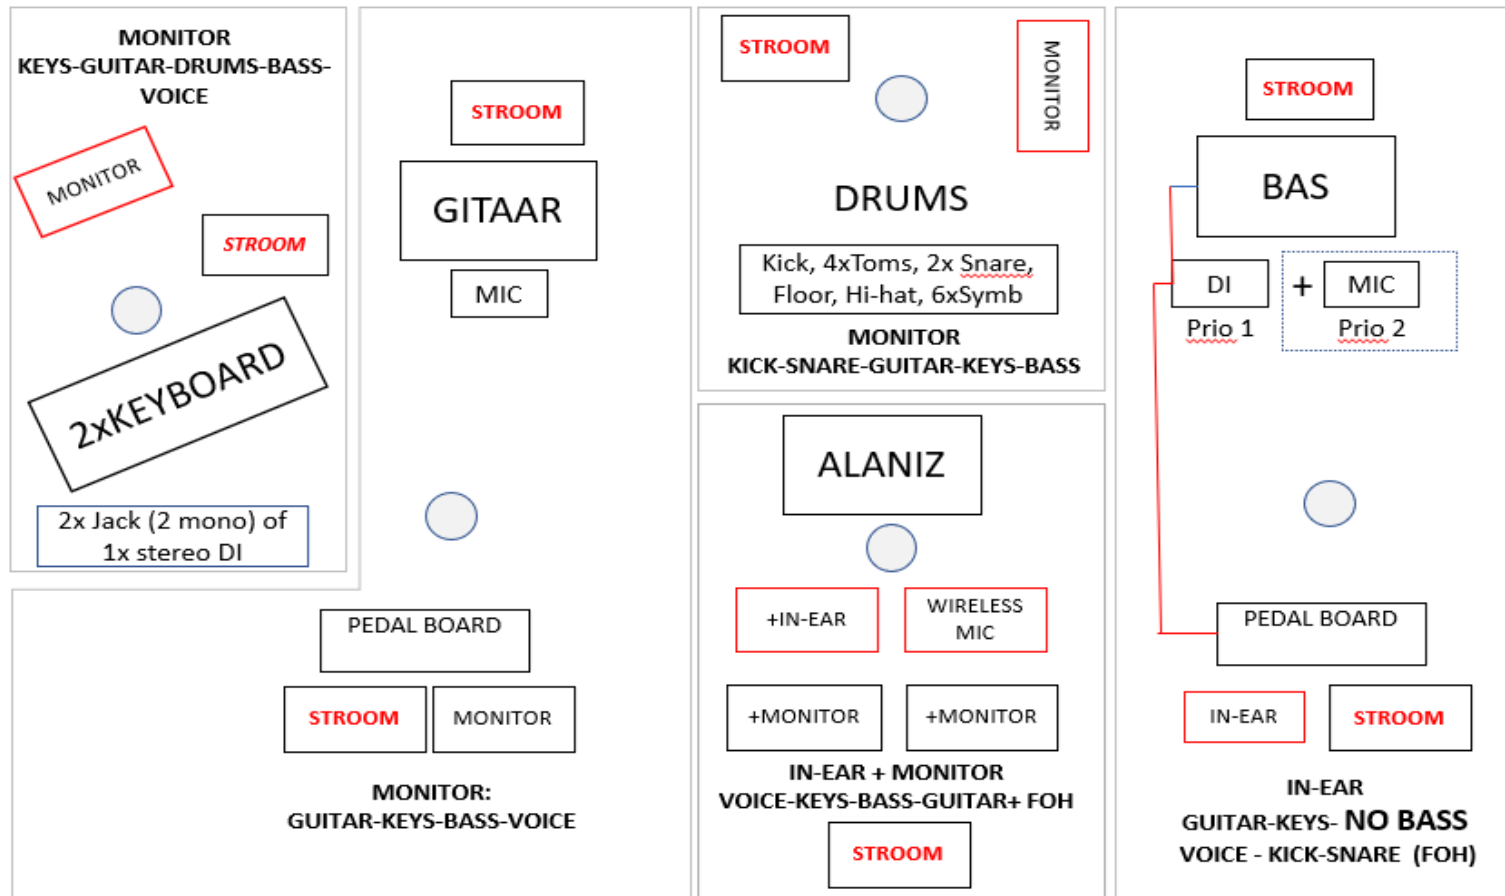 MONITOR
KEYS-GUITAR-DRUMS-BASS-
VOICE
MONITOR
STROOM
2xKEYBOARD
2x Jack (2 mono) of
1x stereo DI
STROOM
GITAAR
MIC
PEDAL BOARD
STROOM
MONITOR
MONITOR:
GUITAR-KEYS-BASS-VOICE
STROOM
MONITOR
DRUMS
Kick, 4xToms, 2x Snare,
Floor, Hi-hat, 6xSymb
MONITOR
KICK-SNARE-GUITAR-KEYS-BASS
ALANIZ
+IN-EAR
WIRELESS
MIC
+MONITOR
+MONITOR
IN-EAR + MONITOR
VOICE-KEYS-BASS-GUITAR+ FOH
STROOM
STROOM
BAS
DI + MIC
Prio 1
Prio 2
PEDAL BOARD
IN-EAR
STROOM
IN-EAR
GUITAR-KEYS- NO BASS
VOICE - KICK-SNARE (FOH)